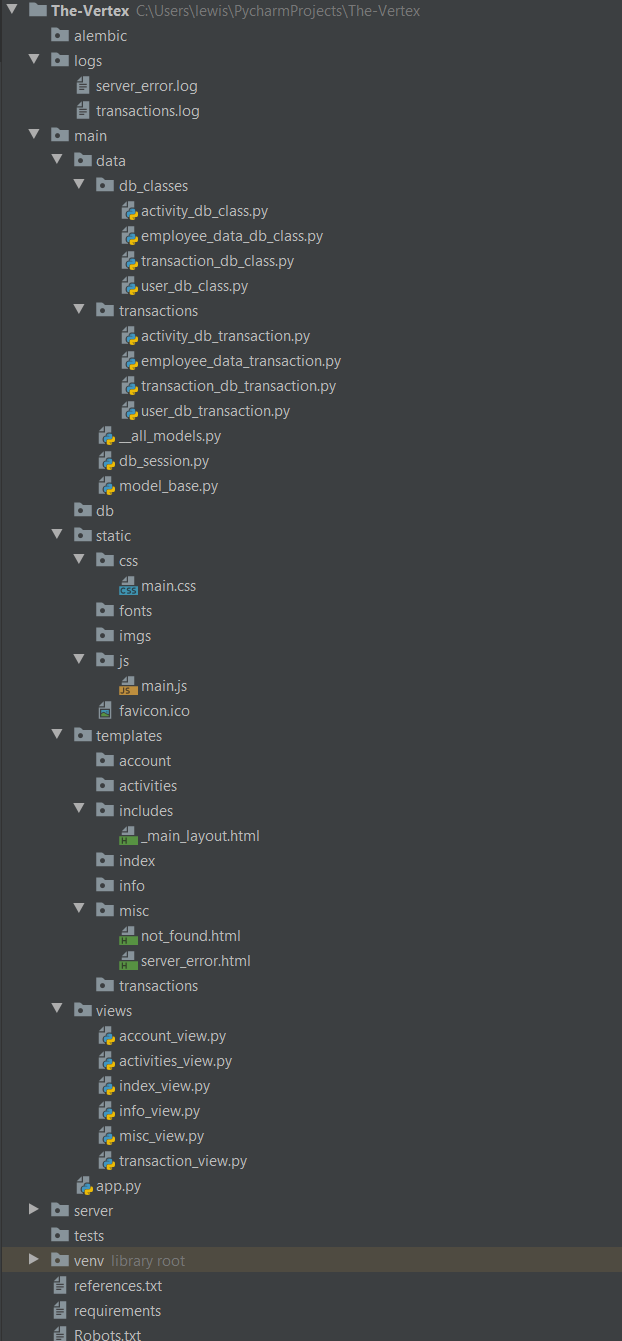 The-Vertex C:\Users\lewis\PycharmProjects\The-Vertex
alembic
logs
server_error.log
transactions.log
main
data
db_classes
activity_db_class.py
employee_data_db_class.py
transaction_db_class.py
user_db_class.py
transactions
activity_db_transaction.py
employee_data_transaction.py
transaction_db_transaction.py
user_db_transaction.py
__all_models.py
db_session.py
model_base.py
db
static
css
main.css
fonts
imgs
js
main.js
favicon.ico
templates
account
activities
includes
_main_layout.html
index
info
misc
not_found.html
server_error.html
transactions
views
account_view.py
activities_view.py
index_view.py
info_view.py
misc_view.py
transaction_view.py
app.py
server
tests
venv library root
references.txt
requirements
Robots.txt